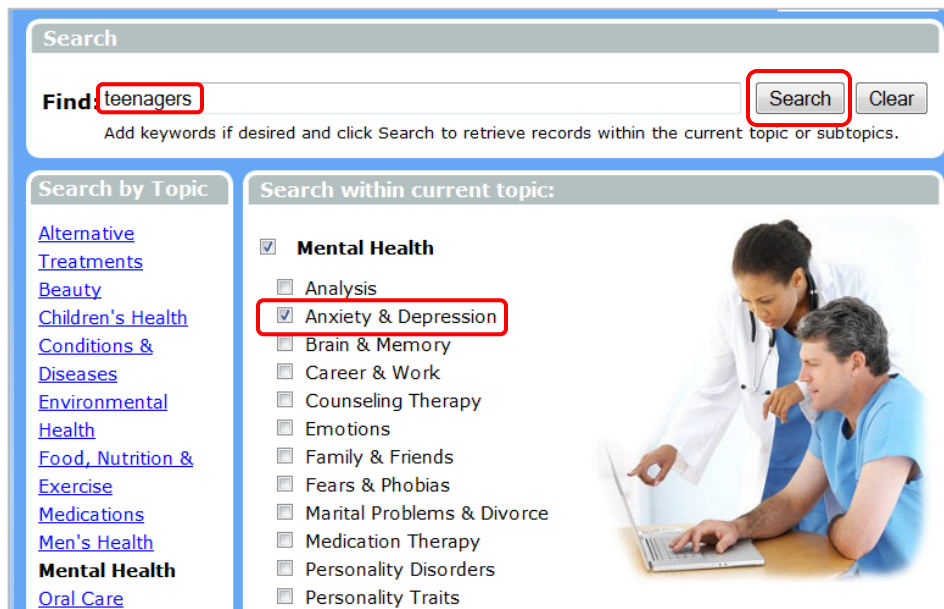 Search
Find: teenagers Search Clear
Add keywords if desired and click Search to retrieve records within the current topic or subtopics.
Search by Topic
Alternative
Treatments
Beauty
Children's Health
Conditions &
Diseases
Environmental
Health
Food, Nutrition &
Exercise
Medications
Men's Health
Mental Health
Oral Care
Search within current topic:
Mental Health
Analysis
Anxiety & Depression
Brain & Memory
Career & Work
Counseling Therapy
Emotions
Family & Friends
Fears & Phobias
Marital Problems & Divorce
Medication Therapy
Personality Disorders
Personality Traits